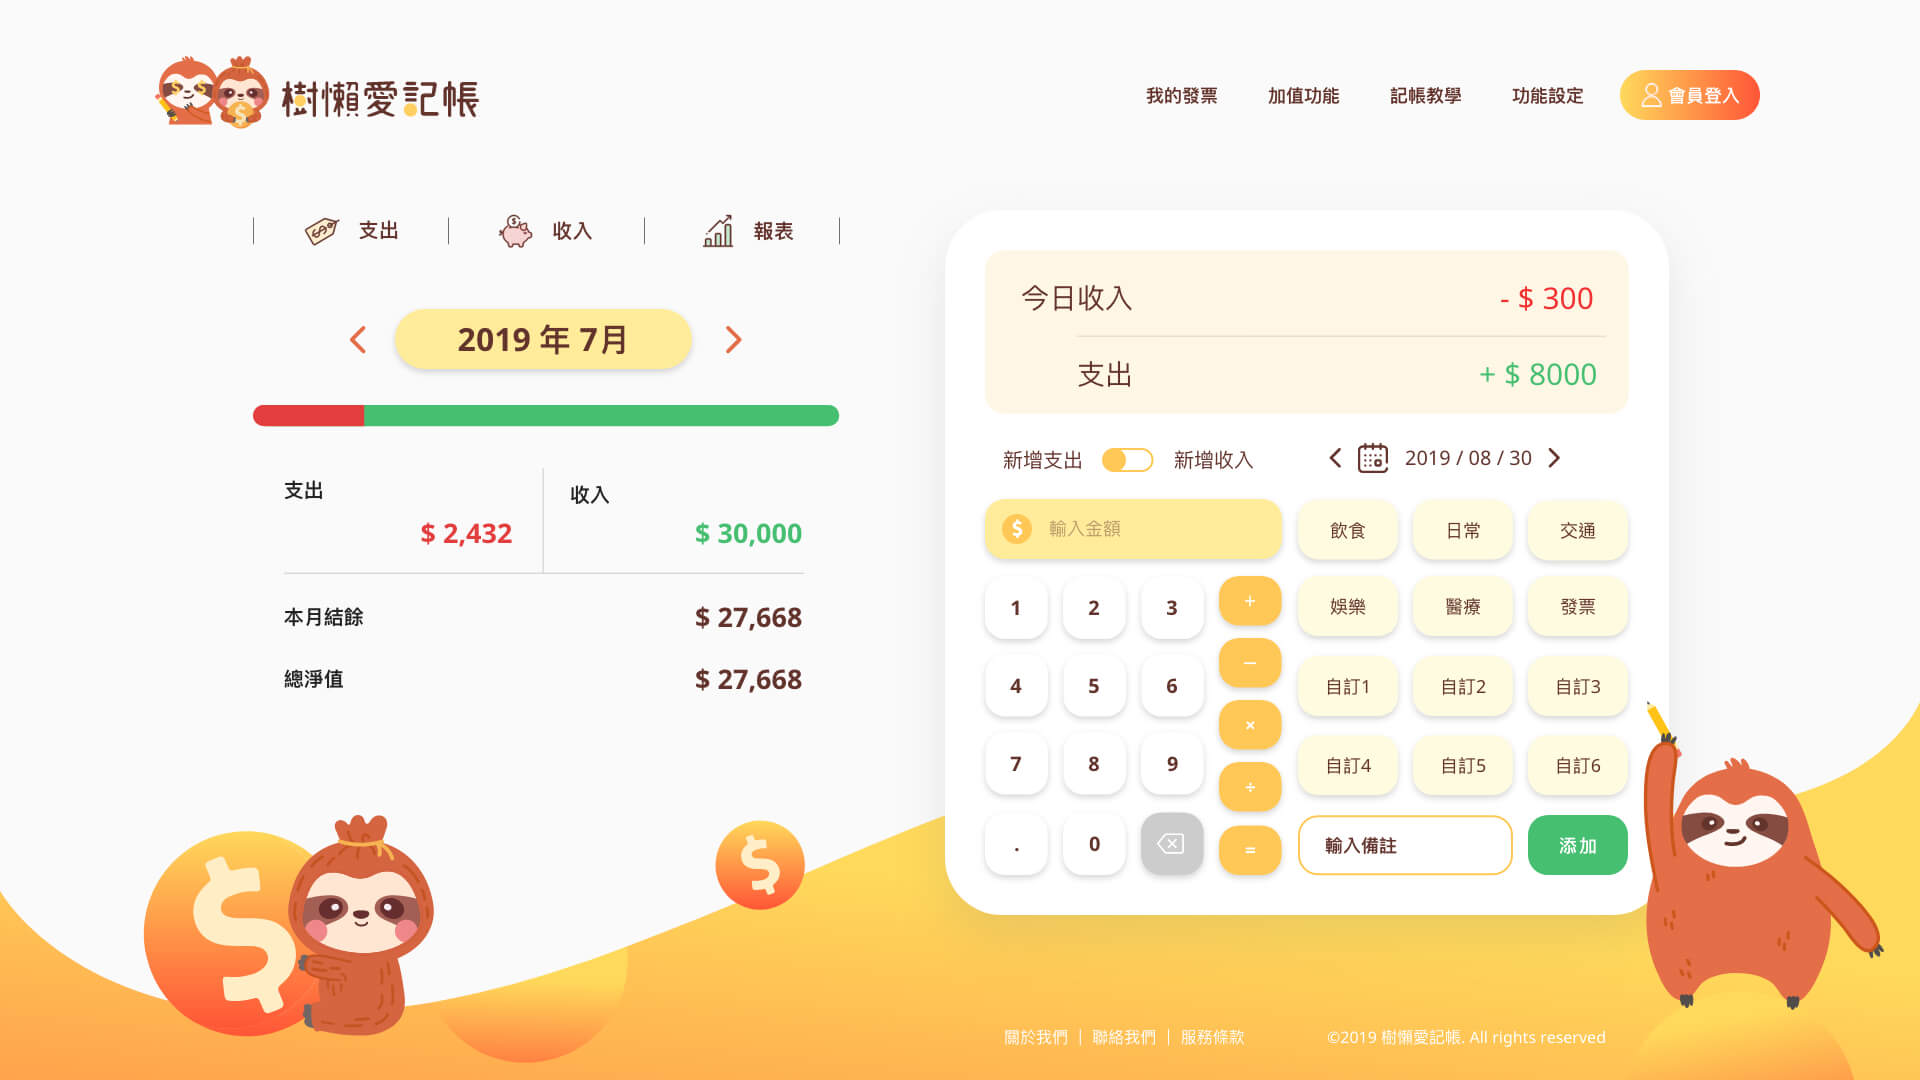 樹懶愛記帳
我的發票 加值功能 記帳教學 功能設定 會員登入
支出 收入 報表
2019 年 7月
支出 收入
$ 2,432 $ 30,000
本月結餘 $ 27,668
總淨值 $ 27,668
今日收入 - $ 300
支出 + $ 8000
新增支出 新增收入 2019 / 08 / 30
$ 輸入金額 飲食 日常 交通
1 2 3 + 娛樂 醫療 發票
4 5 6 − 自訂1 自訂2 自訂3
7 8 9 × 自訂4 自訂5 自訂6
÷
. 0 = 輸入備註 添加
關於我們 | 聯絡我們 | 服務條款 ©2019 樹懶愛記帳. All rights reserved